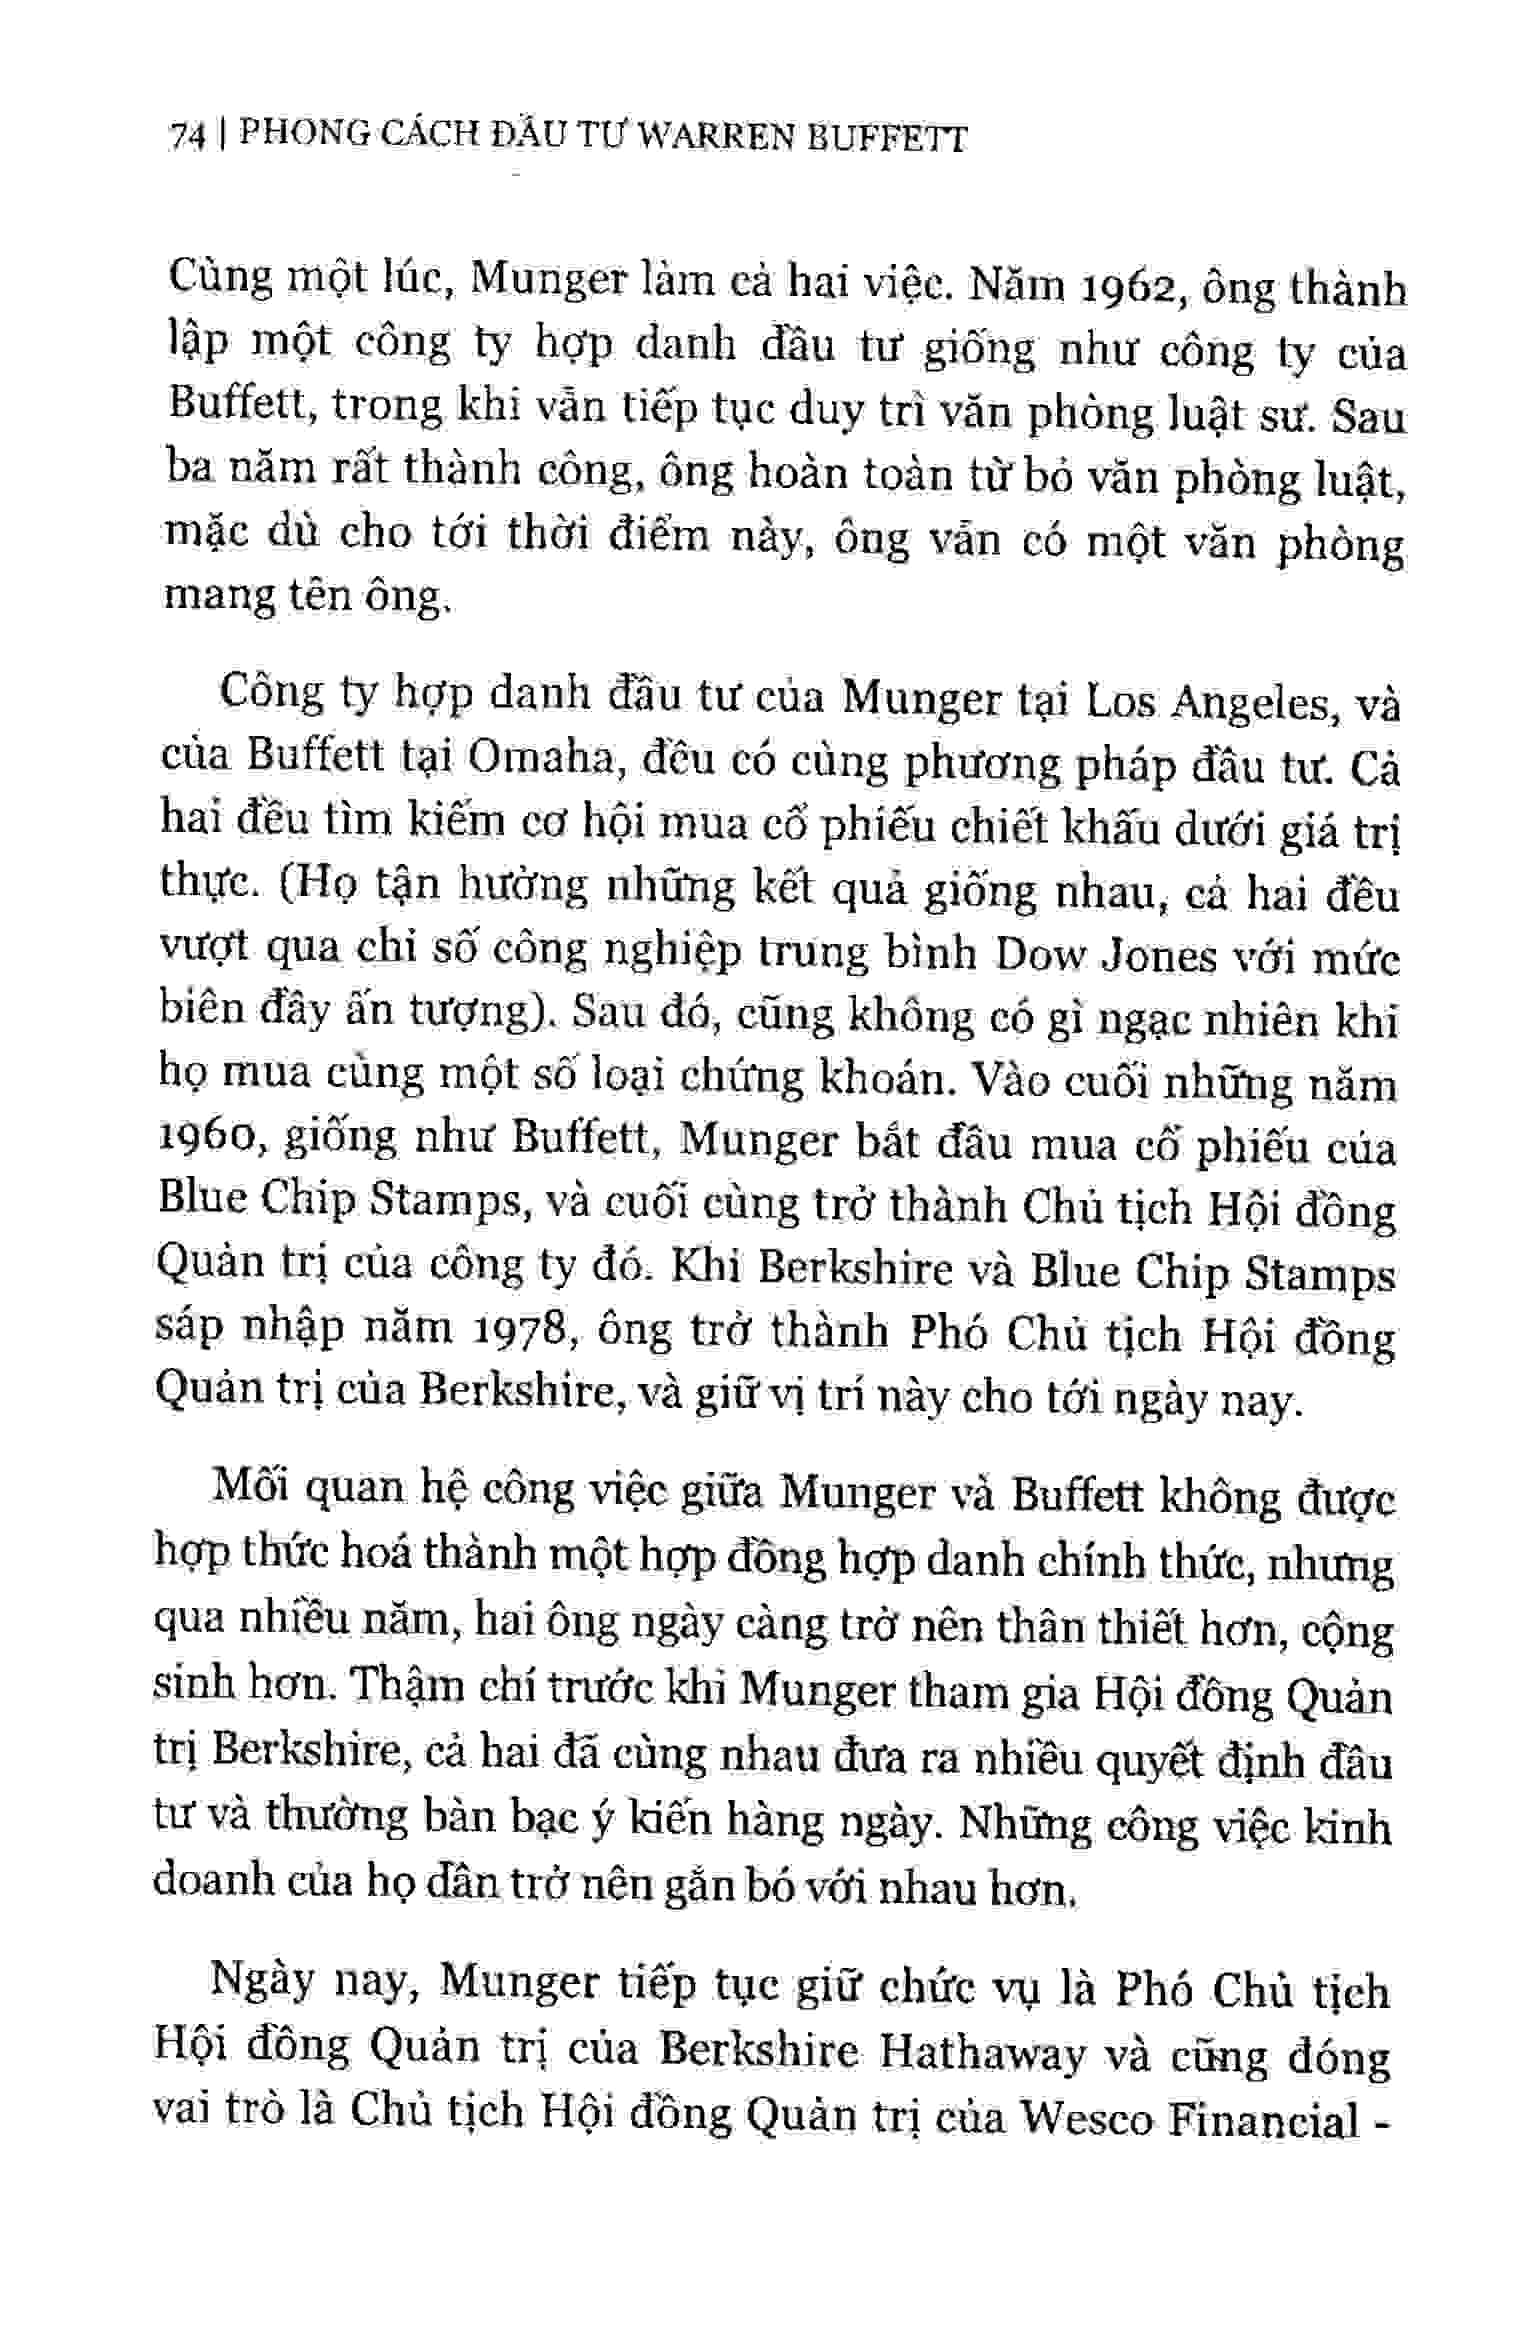 74 | PHONG CÁCH ĐẦU TƯ WARREN BUFFETT
Cùng một lúc, Munger làm cả hai việc. Năm 1962, ông thành
lập một công ty hợp danh đầu tư giống như công ty của
Buffett, trong khi vẫn tiếp tục duy trì văn phòng luật sư. Sau
ba năm rất thành công, ông hoàn toàn từ bỏ văn phòng luật,
mặc dù cho tới thời điểm này, ông vẫn có một văn phòng
mang tên ông.
Công ty hợp danh đầu tư của Munger tại Los Angeles, và
của Buffett tại Omaha, đều có cùng phương pháp đầu tư. Cả
hai đều tìm kiếm cơ hội mua cổ phiếu chiết khấu dưới giá trị
thực. (Họ tận hưởng những kết quả giống nhau, cả hai đều
vượt qua chỉ số công nghiệp trung bình Dow Jones với mức
biên đầy ấn tượng). Sau đó, cũng không có gì ngạc nhiên khi
họ mua cùng một số loại chứng khoán. Vào cuối những năm
1960, giống như Buffett, Munger bắt đầu mua cổ phiếu của
Blue Chip Stamps, và cuối cùng trở thành Chủ tịch Hội đồng
Quản trị của công ty đó. Khi Berkshire và Blue Chip Stamps
sáp nhập năm 1978, ông trở thành Phó Chủ tịch Hội đồng
Quản trị của Berkshire, và giữ vị trí này cho tới ngày nay.
Mối quan hệ công việc giữa Munger và Buffett không được
hợp thức hoá thành một hợp đồng hợp danh chính thức, nhưng
qua nhiều năm, hai ông ngày càng trở nên thân thiết hơn, cộng
sinh hơn. Thậm chí trước khi Munger tham gia Hội đồng Quản
trị Berkshire, cả hai đã cùng nhau đưa ra nhiều quyết định đầu
tư và thường bàn bạc ý kiến hàng ngày. Những công việc kinh
doanh của họ dần trở nên gắn bó với nhau hơn.
Ngày nay, Munger tiếp tục giữ chức vụ là Phó Chủ tịch
Hội đồng Quản trị của Berkshire Hathaway và cũng đóng
vai trò là Chủ tịch Hội đồng Quản trị của Wesco Financial -